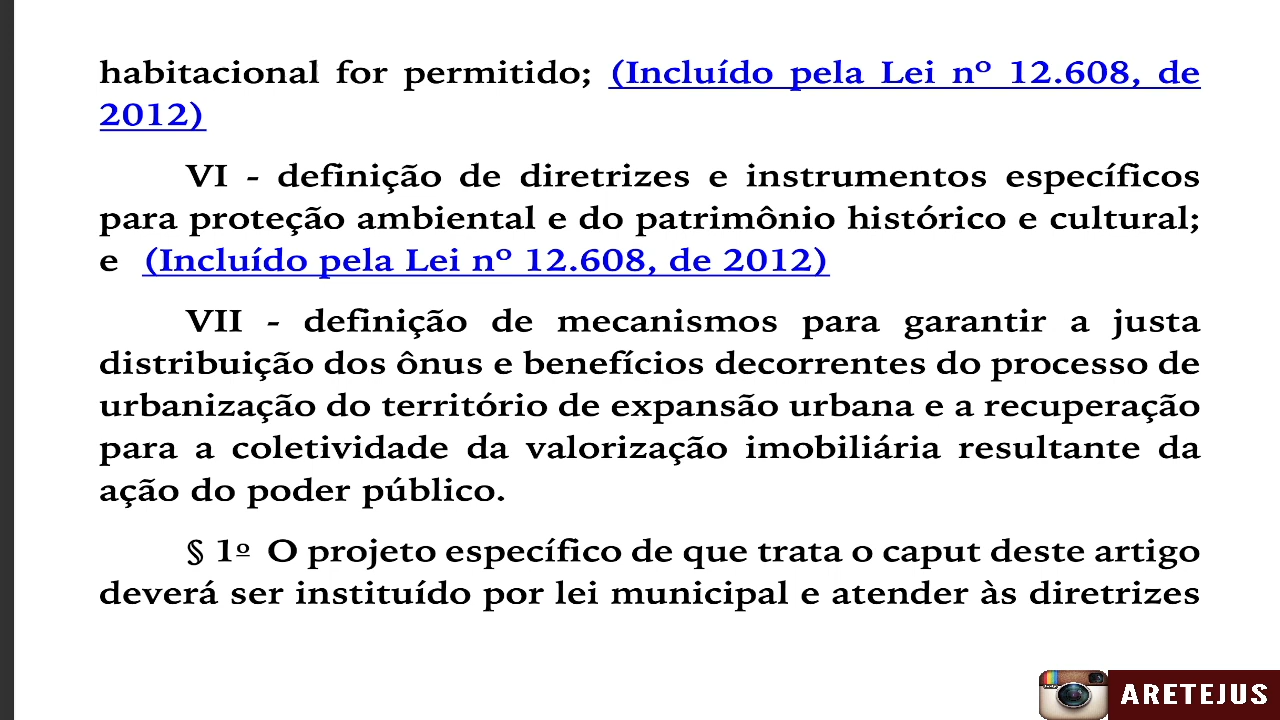 habitacional for permitido; (Incluído pela Lei nº 12.608, de
2012)
VI - definição de diretrizes e instrumentos específicos
para proteção ambiental e do patrimônio histórico e cultural;
e (Incluído pela Lei nº 12.608, de 2012)
VII - definição de mecanismos para garantir a justa
distribuição dos ônus e benefícios decorrentes do processo de
urbanização do território de expansão urbana e a recuperação
para a coletividade da valorização imobiliária resultante da
ação do poder público.
§ 1º O projeto específico de que trata o caput deste artigo
deverá ser instituído por lei municipal e atender às diretrizes
ARETEJUS